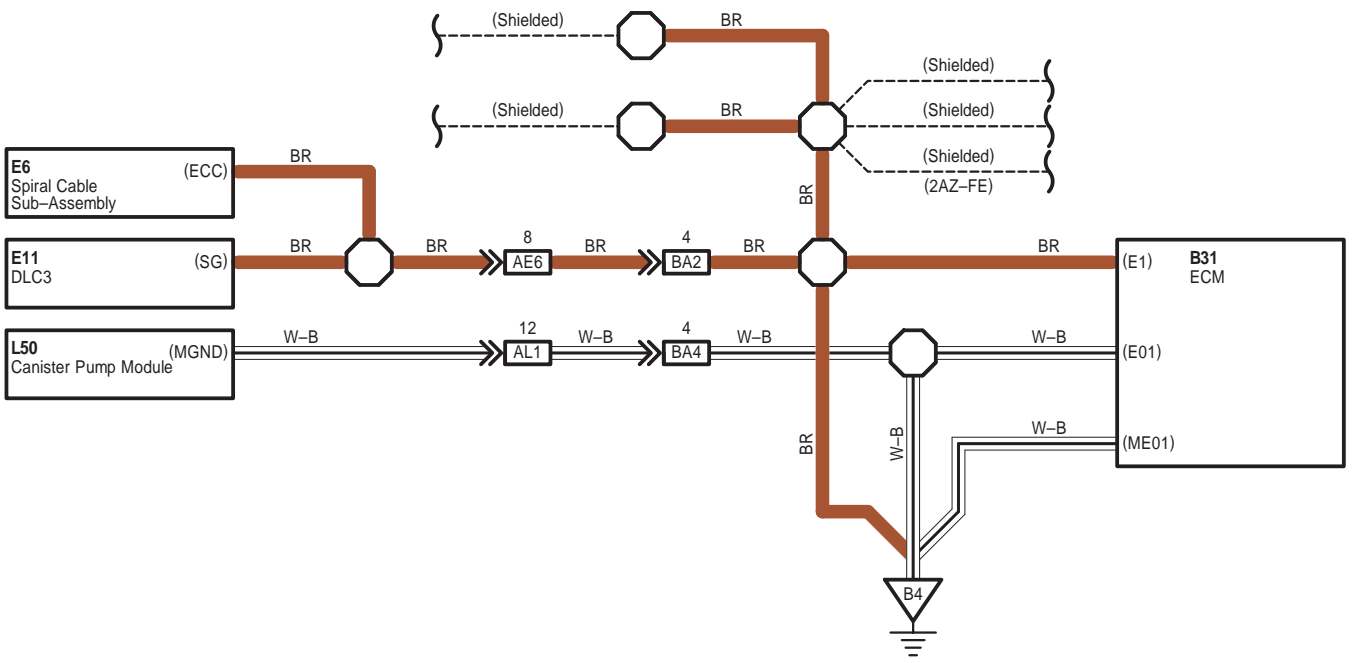 (Shielded)
BR
(Shielded)
(Shielded)
BR
(Shielded)
(Shielded)
(2AZ–FE)
E6
(ECC)
Spiral Cable
Sub–Assembly
BR
BR
E11
(SG)
DLC3
BR
BR
8
AE6
BR
4
BA2
BR
BR
(E1)
B31
ECM
L50
(MGND)
Canister Pump Module
W–B
12
AL1
W–B
4
BA4
W–B
W–B
(E01)
BR
W–B
W–B
(ME01)
B4